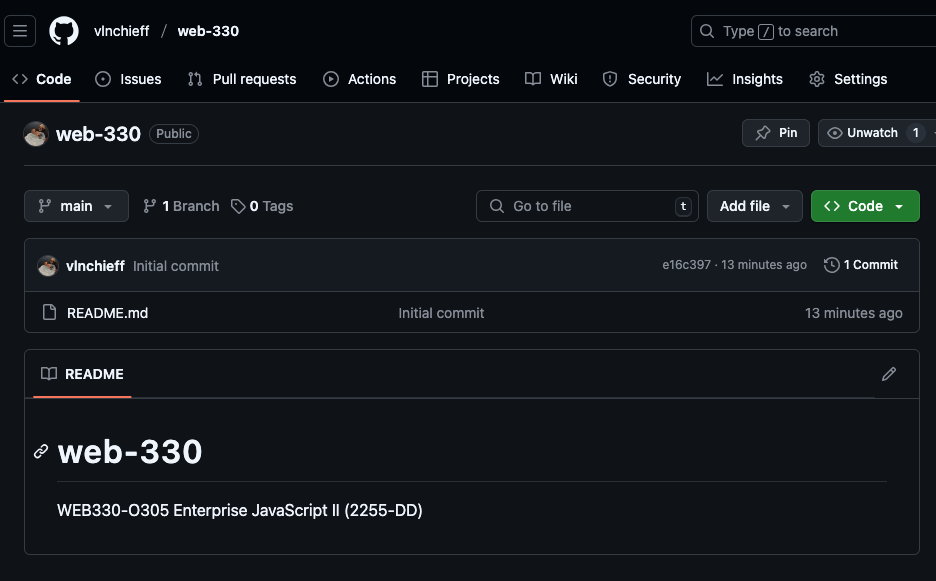 vlnchieff / web-330
Type / to search
Code Issues Pull requests Actions Projects Wiki Security Insights Settings
web-330 Public Pin Unwatch 1
main 1 Branch 0 Tags Go to file t Add file Code
vlnchieff Initial commit e16c397 · 13 minutes ago 1 Commit
README.md Initial commit 13 minutes ago
README
web-330
WEB330-O305 Enterprise JavaScript II (2255-DD)